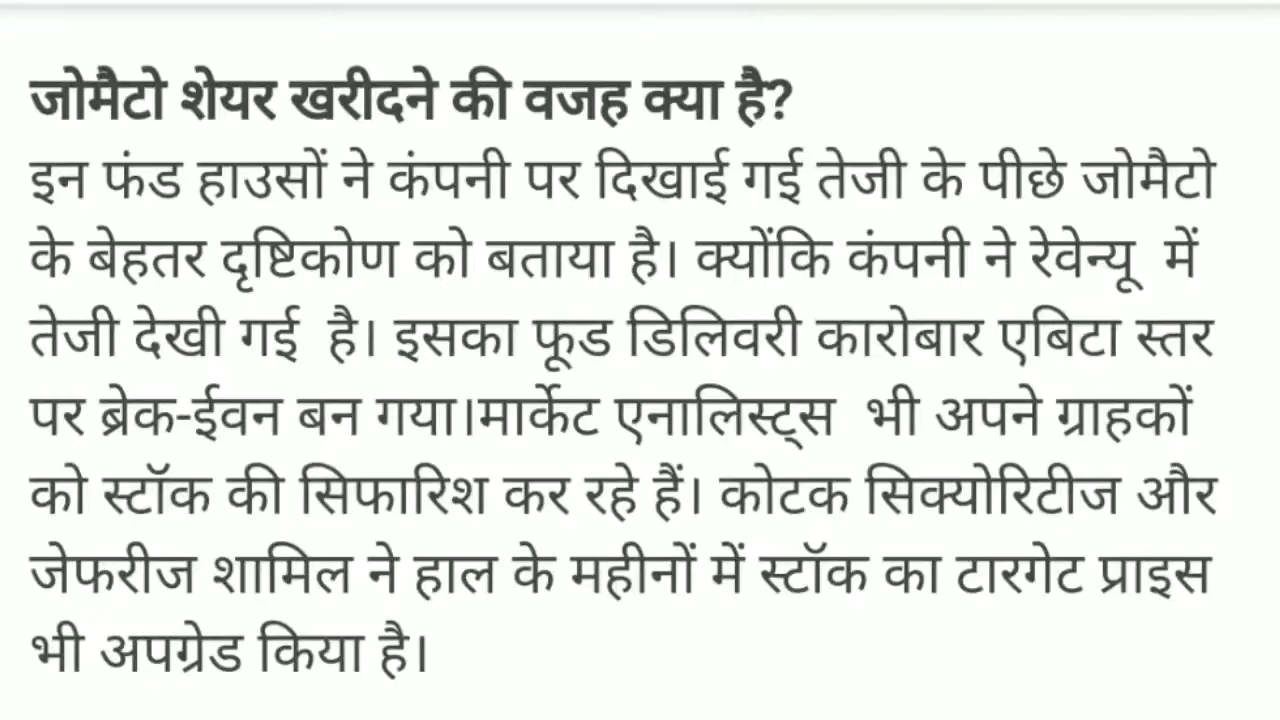 जोमैटो शेयर खरीदने की वजह क्या है?
इन फंड हाउसों ने कंपनी पर दिखाई गई तेजी के पीछे जोमैटो
के बेहतर दृष्टिकोण को बताया है। क्योंकि कंपनी ने रेवेन्यू  में
तेजी देखी गई  है। इसका फूड डिलिवरी कारोबार एबिटा स्तर
पर ब्रेक-ईवन बन गया।मार्केट एनालिस्ट्स  भी अपने ग्राहकों
को स्टॉक की सिफारिश कर रहे हैं। कोटक सिक्योरिटीज और
जेफरीज शामिल ने हाल के महीनों में स्टॉक का टारगेट प्राइस
भी अपग्रेड किया है।